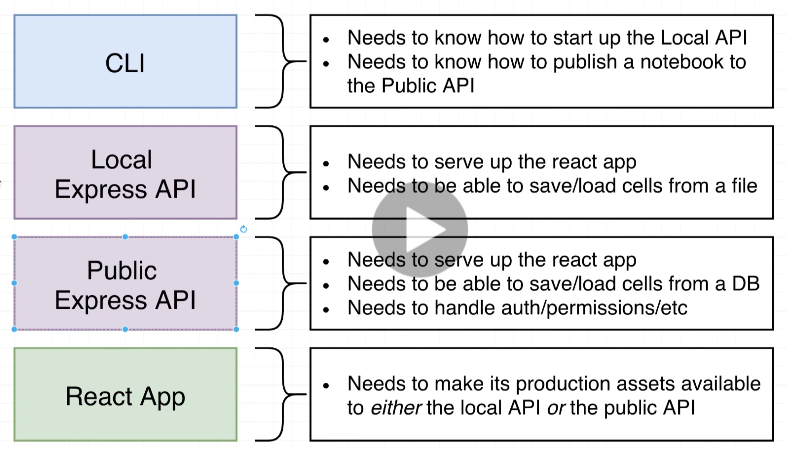 CLI
• Needs to know how to start up the Local API
• Needs to know how to publish a notebook to
the Public API
Local
Express API
• Needs to serve up the react app
• Needs to be able to save/load cells from a file
Public
Express API
• Needs to serve up the react app
• Needs to be able to save/load cells from a DB
• Needs to handle auth/permissions/etc
React App
• Needs to make its production assets available
to either the local API or the public API